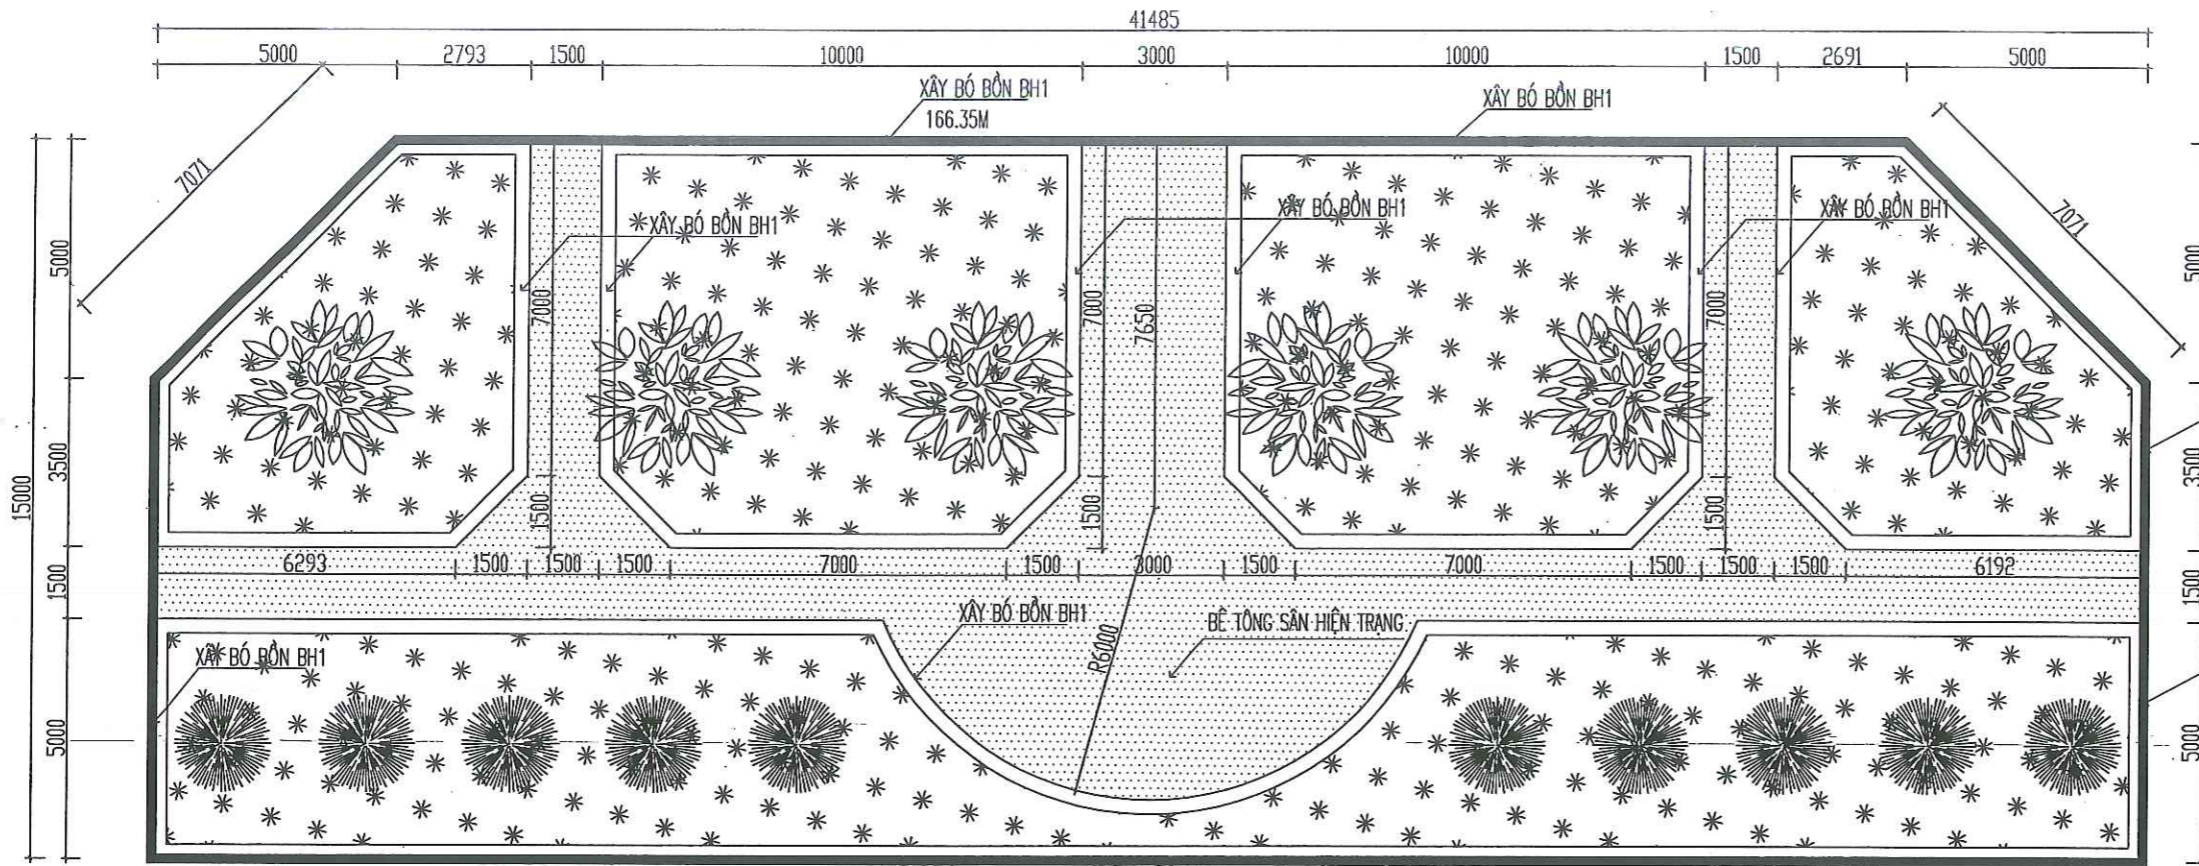 41485
5000 2793 1500 10000 3000 10000 1500 2691 5000
XÂY BÓ BỒN BH1
166.35M
XÂY BÓ BỒN BH1
7071
7071
XÂY BÓ BỒN BH1
XÂY BÓ BỒN BH1
XÂY BÓ BỒN BH1
5000
7000
7000
7650
7000
5000
15000
3500
1500
1500
1500
3500
6293 1500 1500 1500 7000 1500 3000 1500 7000 1500 1500 1500 6192
1500
1500
XÂY BÓ BỒN BH1
BÊ TÔNG SÂN HIỆN TRẠNG
R6000
XÂY BÓ BỒN BH1
5000
5000